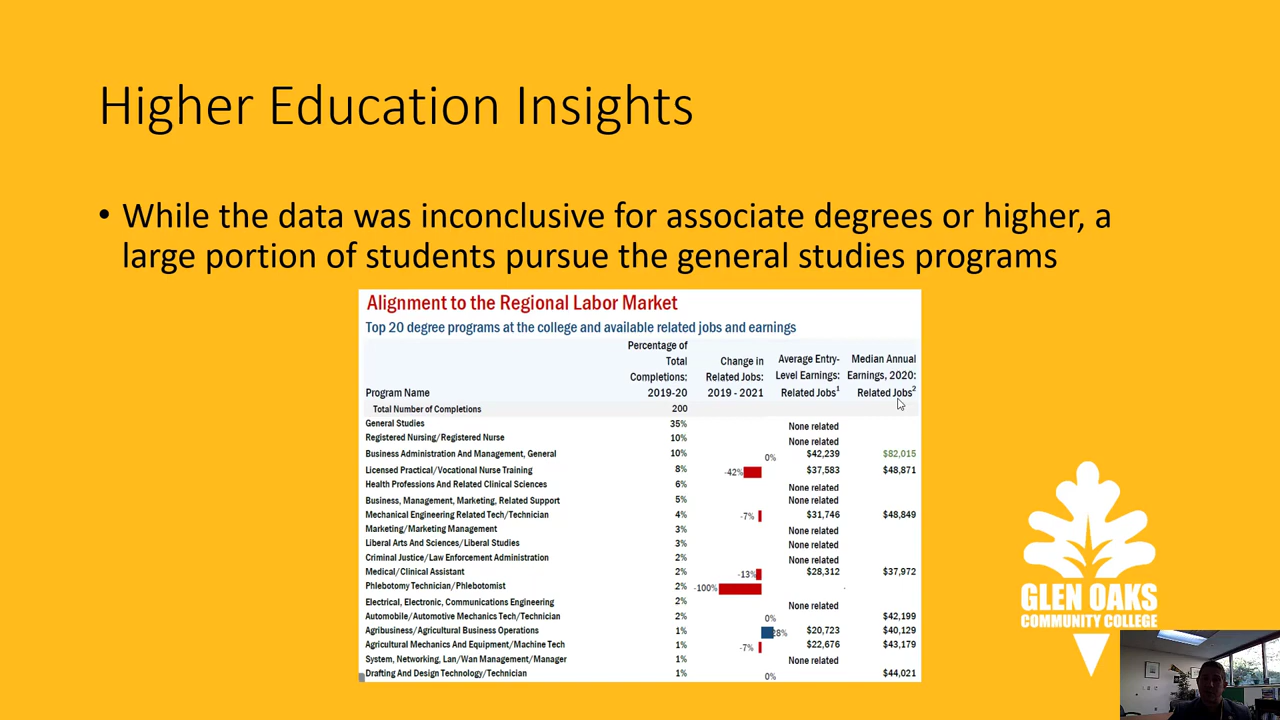 Higher Education Insights
• While the data was inconclusive for associate degrees or higher, a
large portion of students pursue the general studies programs
Alignment to the Regional Labor Market
Top 20 degree programs at the college and available related jobs and earnings
Program Name Percentage of Total Completions: 2019-20 Change in Related Jobs: 2019 - 2021 Average Entry-Level Earnings: Related Jobs¹ Median Annual Earnings, 2020: Related Jobs²
Total Number of Completions 200
General Studies 35% None related
Registered Nursing/Registered Nurse 10% None related
Business Administration And Management, General 10% 0% $42,239 $82,015
Licensed Practical/Vocational Nurse Training 8% -42% $37,583 $48,871
Health Professions And Related Clinical Sciences 6% None related
Business, Management, Marketing, Related Support 5% None related
Mechanical Engineering Related Tech/Technician 4% -7% $31,746 $48,849
Marketing/Marketing Management 3% None related
Liberal Arts And Sciences/Liberal Studies 3% None related
Criminal Justice/Law Enforcement Administration 2% None related
Medical/Clinical Assistant 2% -13% $28,312 $37,972
Phlebotomy Technician/Phlebotomist 2% -100%
Electrical, Electronic, Communications Engineering 2% None related
Automobile/Automotive Mechanics Tech/Technician 2% 0% $42,199
Agribusiness/Agricultural Business Operations 1% 28% $20,723 $40,129
Agricultural Mechanics And Equipment/Machine Tech 1% -7% $22,676 $43,179
System, Networking, Lan/Wan Management/Manager 1% None related
Drafting And Design Technology/Technician 1% 0% $44,021
GLEN OAKS
COMMUNITY COLLEGE